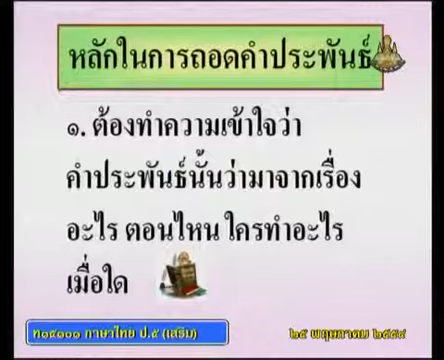 หลักในการถอดคำประพันธ์
๑. ต้องทำความเข้าใจว่า
คำประพันธ์นั้นว่ามาจากเรื่อง
อะไร ตอนไหน ใครทำอะไร
เมื่อใด
ท๑๕๑๐๑ ภาษาไทย ป.๕ (เสริม)
๒๕ พฤษภาคม ๒๕๕๔